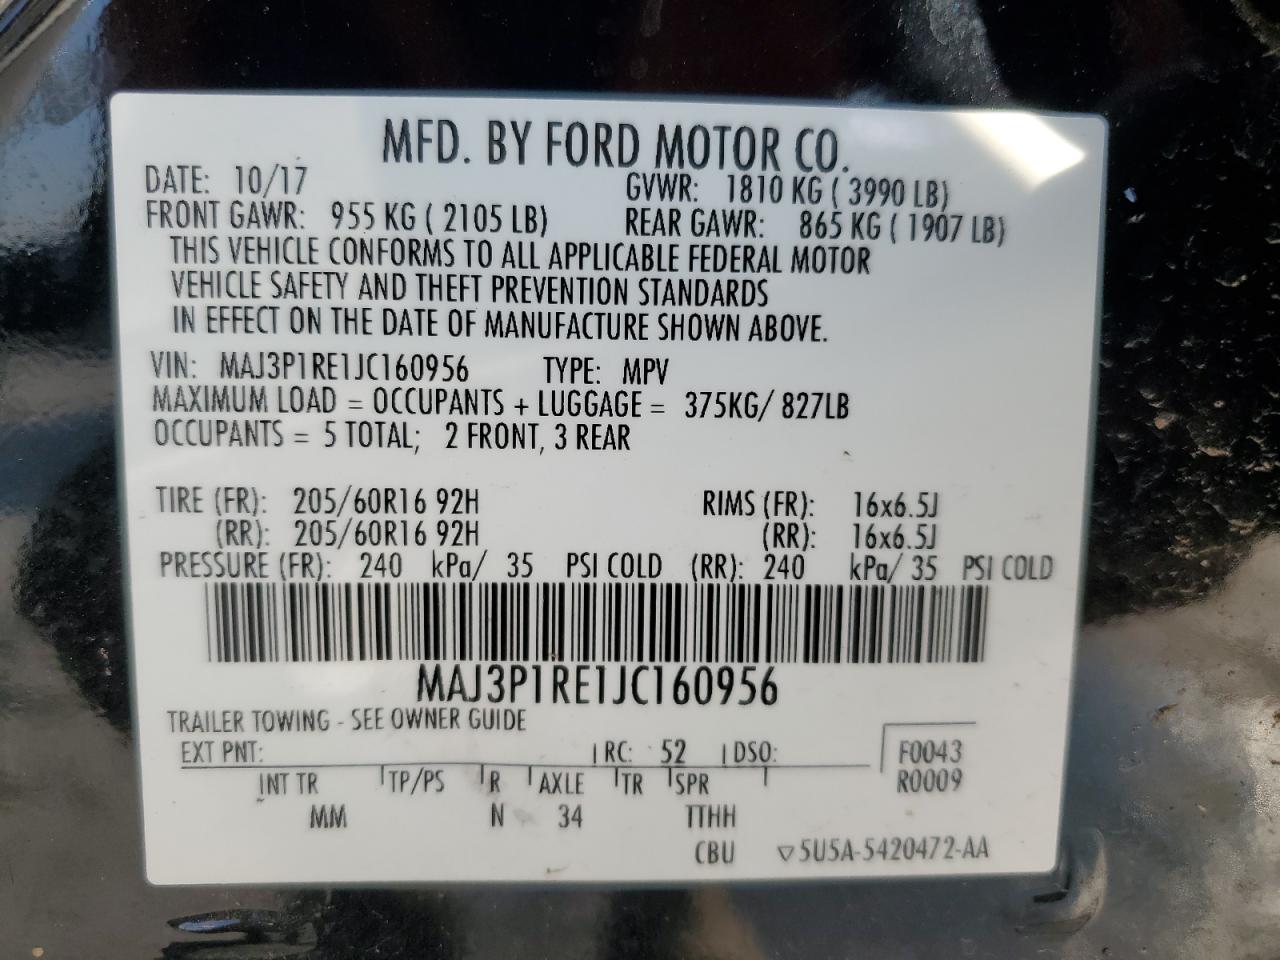 MFD. BY FORD MOTOR CO.
DATE: 10/17 GVWR: 1810 KG ( 3990 LB)
FRONT GAWR: 955 KG ( 2105 LB) REAR GAWR: 865 KG ( 1907 LB)
THIS VEHICLE CONFORMS TO ALL APPLICABLE FEDERAL MOTOR
VEHICLE SAFETY AND THEFT PREVENTION STANDARDS
IN EFFECT ON THE DATE OF MANUFACTURE SHOWN ABOVE.
VIN: MAJ3P1RE1JC160956 TYPE: MPV
MAXIMUM LOAD = OCCUPANTS + LUGGAGE = 375KG/ 827LB
OCCUPANTS = 5 TOTAL; 2 FRONT, 3 REAR
TIRE (FR): 205/60R16 92H RIMS (FR): 16x6.5J
(RR): 205/60R16 92H (RR): 16x6.5J
PRESSURE (FR): 240 kPa/ 35 PSI COLD (RR): 240 kPa/ 35 PSI COLD
MAJ3P1RE1JC160956
TRAILER TOWING - SEE OWNER GUIDE
EXT PNT: RC: 52 DSO: F0043
INT TR TP/PS R AXLE TR SPR R0009
MM N 34 TTHH
CBU ▽5U5A-5420472-AA